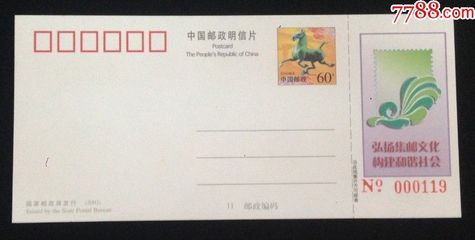 7788.com
中国邮政明信片
Postcard
The People's Republic of China
中国邮政 60分
弘扬集邮文化
构建和谐社会
No 000119
国家邮政局发行
Issued by the State Postal Bureau
邮政编码